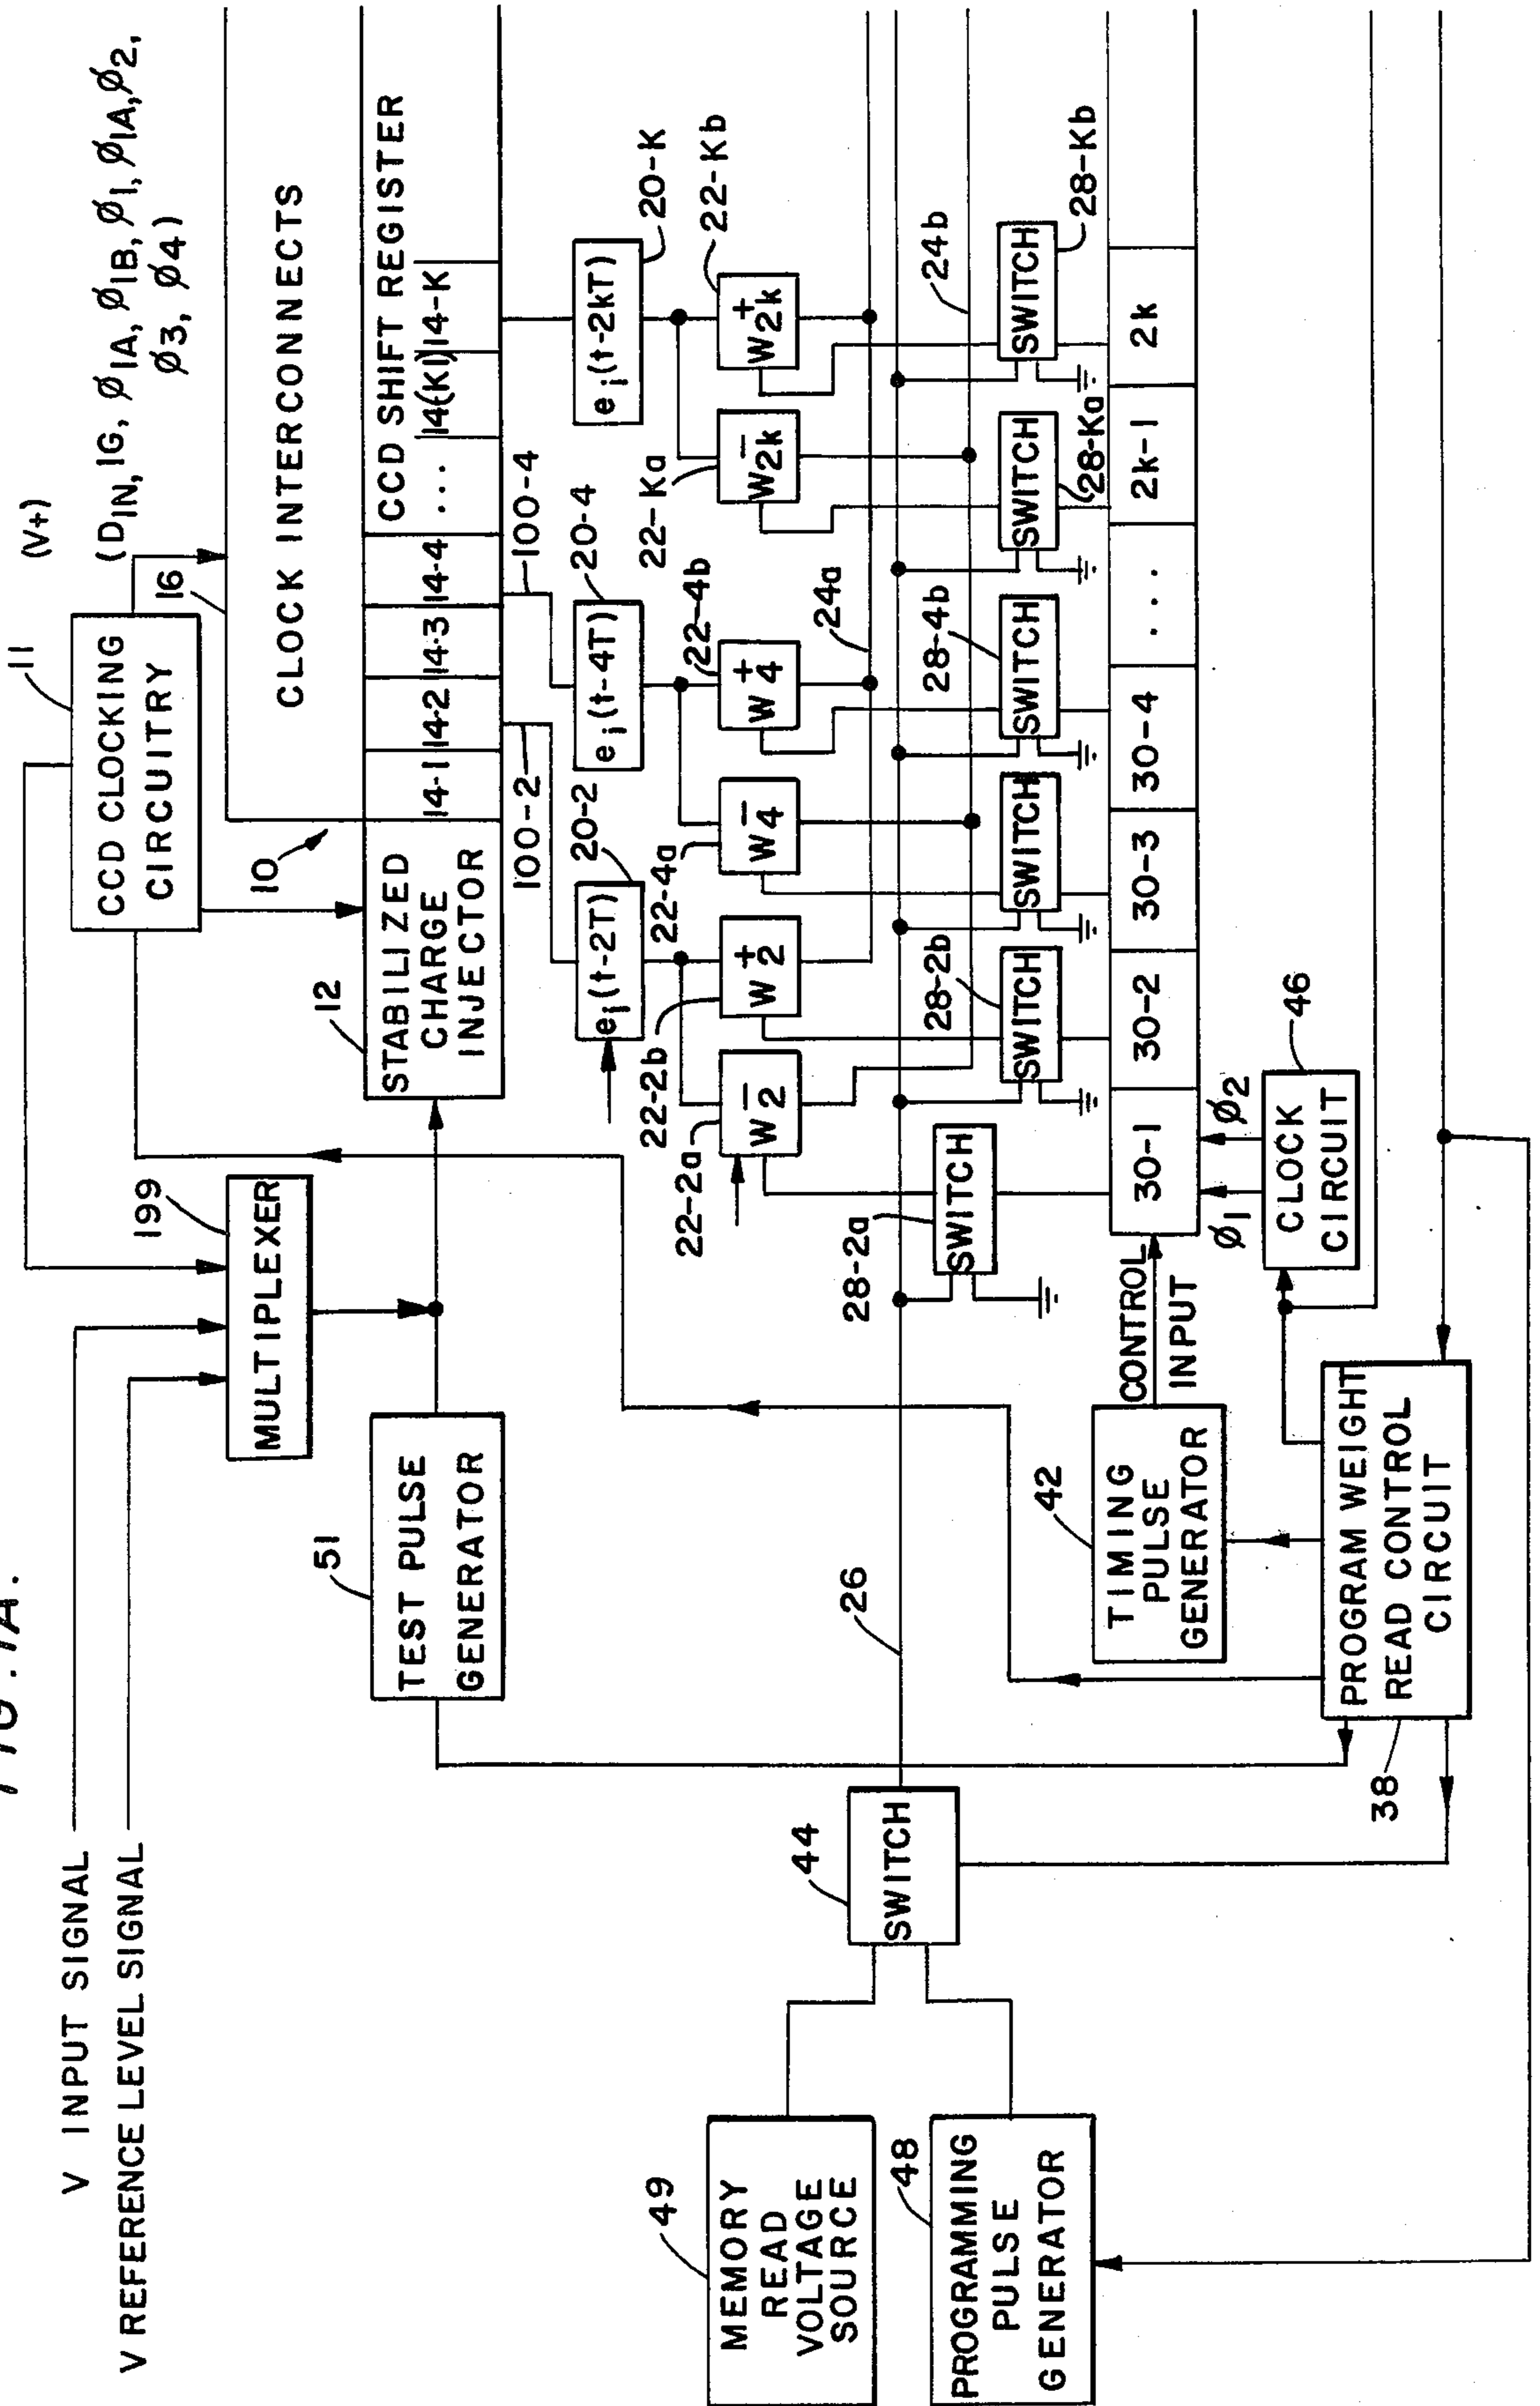 FIG. 1A.
V INPUT SIGNAL
V REFERENCE LEVEL SIGNAL
11
(V+)
CCD CLOCKING
CIRCUITRY
16
(DIN, IG, Ø1A, Ø1B, Ø1, Ø1A, Ø2,
Ø3, Ø4)
199
MULTIPLEXER
10
CLOCK INTERCONNECTS
51
TEST PULSE
GENERATOR
12
STABILIZED
CHARGE
INJECTOR
14-1
14-2
14-3
14-4
...
CCD SHIFT REGISTER
14(K1)
14-K
100-2
100-4
20-2
ei(t-2T)
20-4
ei(t-4T)
20-K
ei(t-2kT)
22-2a
W2-
22-2b
W2+
22-4a
W4-
22-4b
W4+
22-Ka
W2k-
22-Kb
W2k+
24a
24b
26
44
SWITCH
49
MEMORY
READ
VOLTAGE
SOURCE
48
PROGRAMMING
PULSE
GENERATOR
28-2a
SWITCH
28-2b
SWITCH
SWITCH
28-4b
SWITCH
28-Ka
SWITCH
28-Kb
SWITCH
42
TIMING
PULSE
GENERATOR
CONTROL
INPUT
30-1
30-2
30-3
30-4
...
2k-1
2k
Ø1
Ø2
46
CLOCK
CIRCUIT
38
PROGRAM WEIGHT
READ CONTROL
CIRCUIT